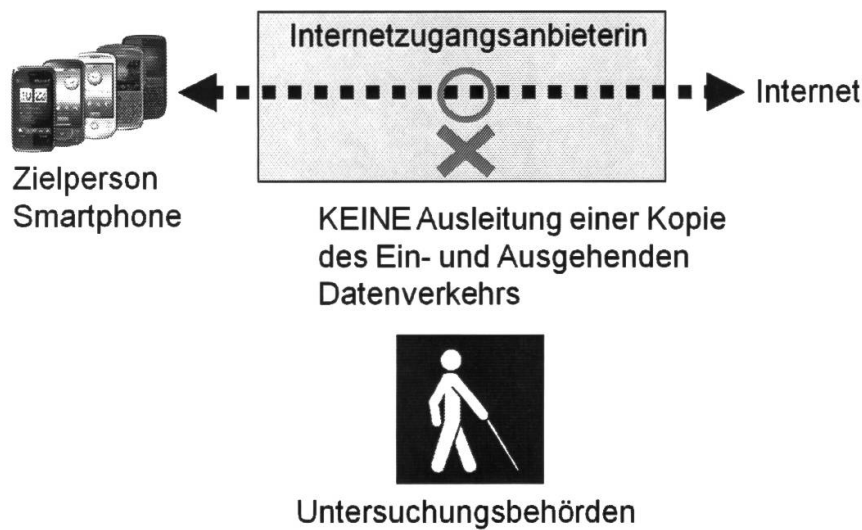 Internetzugangsanbieterin
Internet
Zielperson
Smartphone
KEINE Ausleitung einer Kopie
des Ein- und Ausgehenden
Datenverkehrs
Untersuchungsbehörden